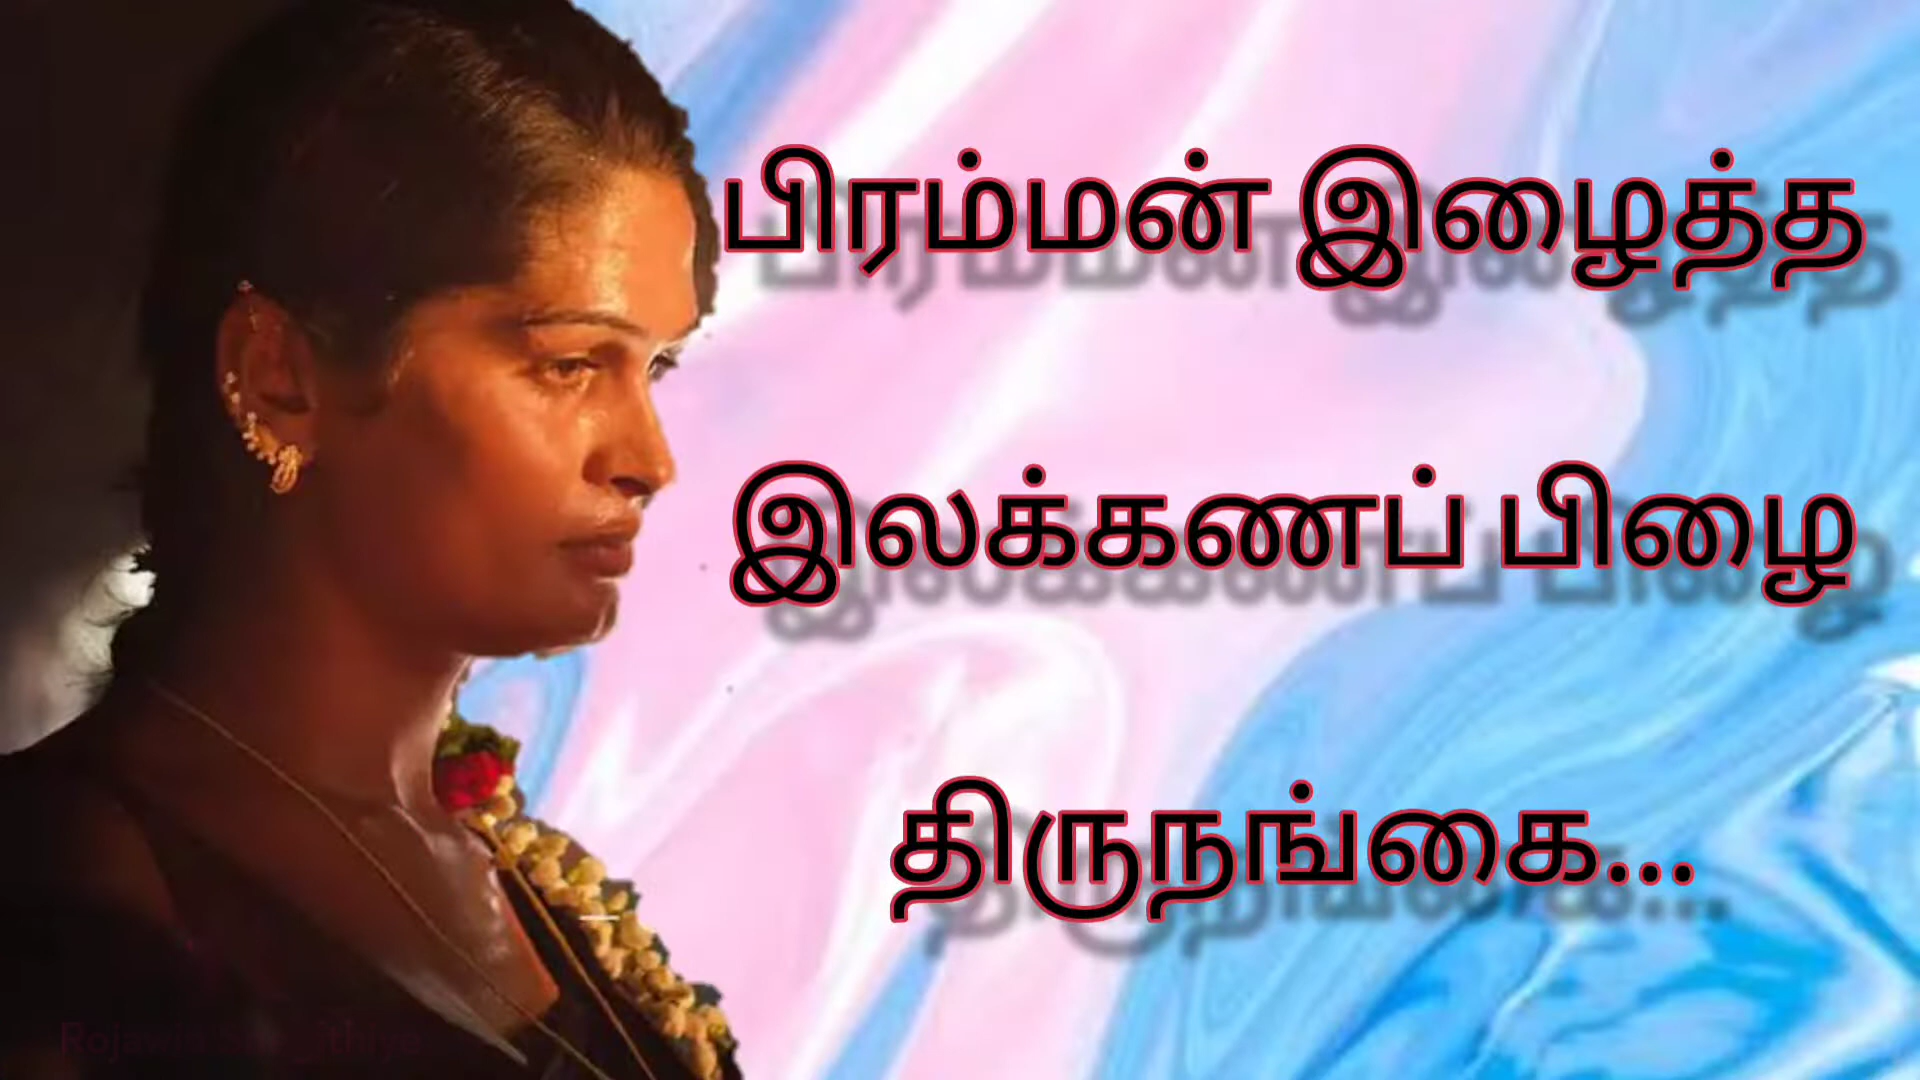 பிரம்மன் இழைத்த
இலக்கணப் பிழை
திருநங்கை...